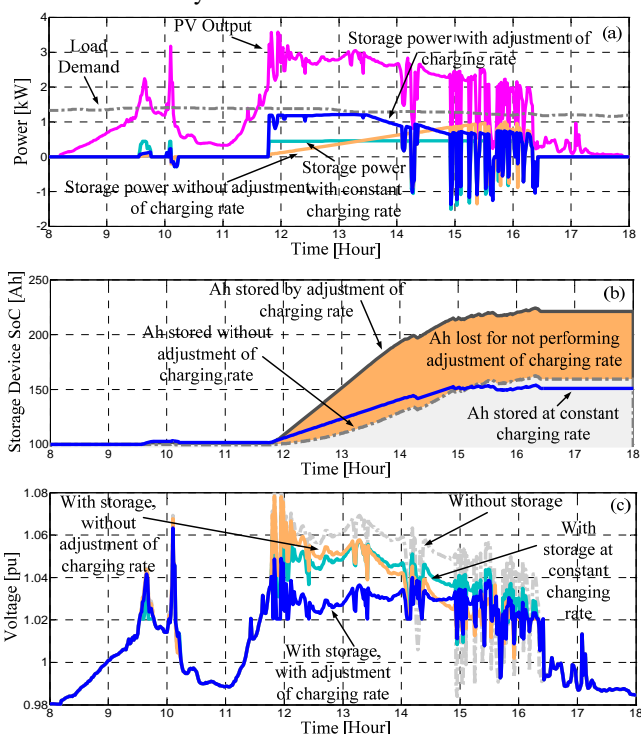 PV Output
(a)
Load
Demand
Storage power with adjustment of
charging rate
Storage power without adjustment
of charging rate
Storage power
with constant
charging rate
Power [kW]
4
3
2
1
0
-1
-2
8 9 10 11 12 13 14 15 16 17 18
Time [Hour]
(b)
Ah stored by adjustment of
charging rate
Ah stored without
adjustment of
charging rate
Ah lost for not performing
adjustment of charging rate
Ah stored at constant
charging rate
Storage Device SoC [Ah]
250
200
150
100
8 9 10 11 12 13 14 15 16 17 18
Time [Hour]
(c)
With storage,
without
adjustment of
charging rate
Without storage
With
storage at
constant
charging
rate
With storage,
with adjustment
of charging rate
Voltage [pu]
1.08
1.06
1.04
1.02
1
0.98
8 9 10 11 12 13 14 15 16 17 18
Time [Hour]